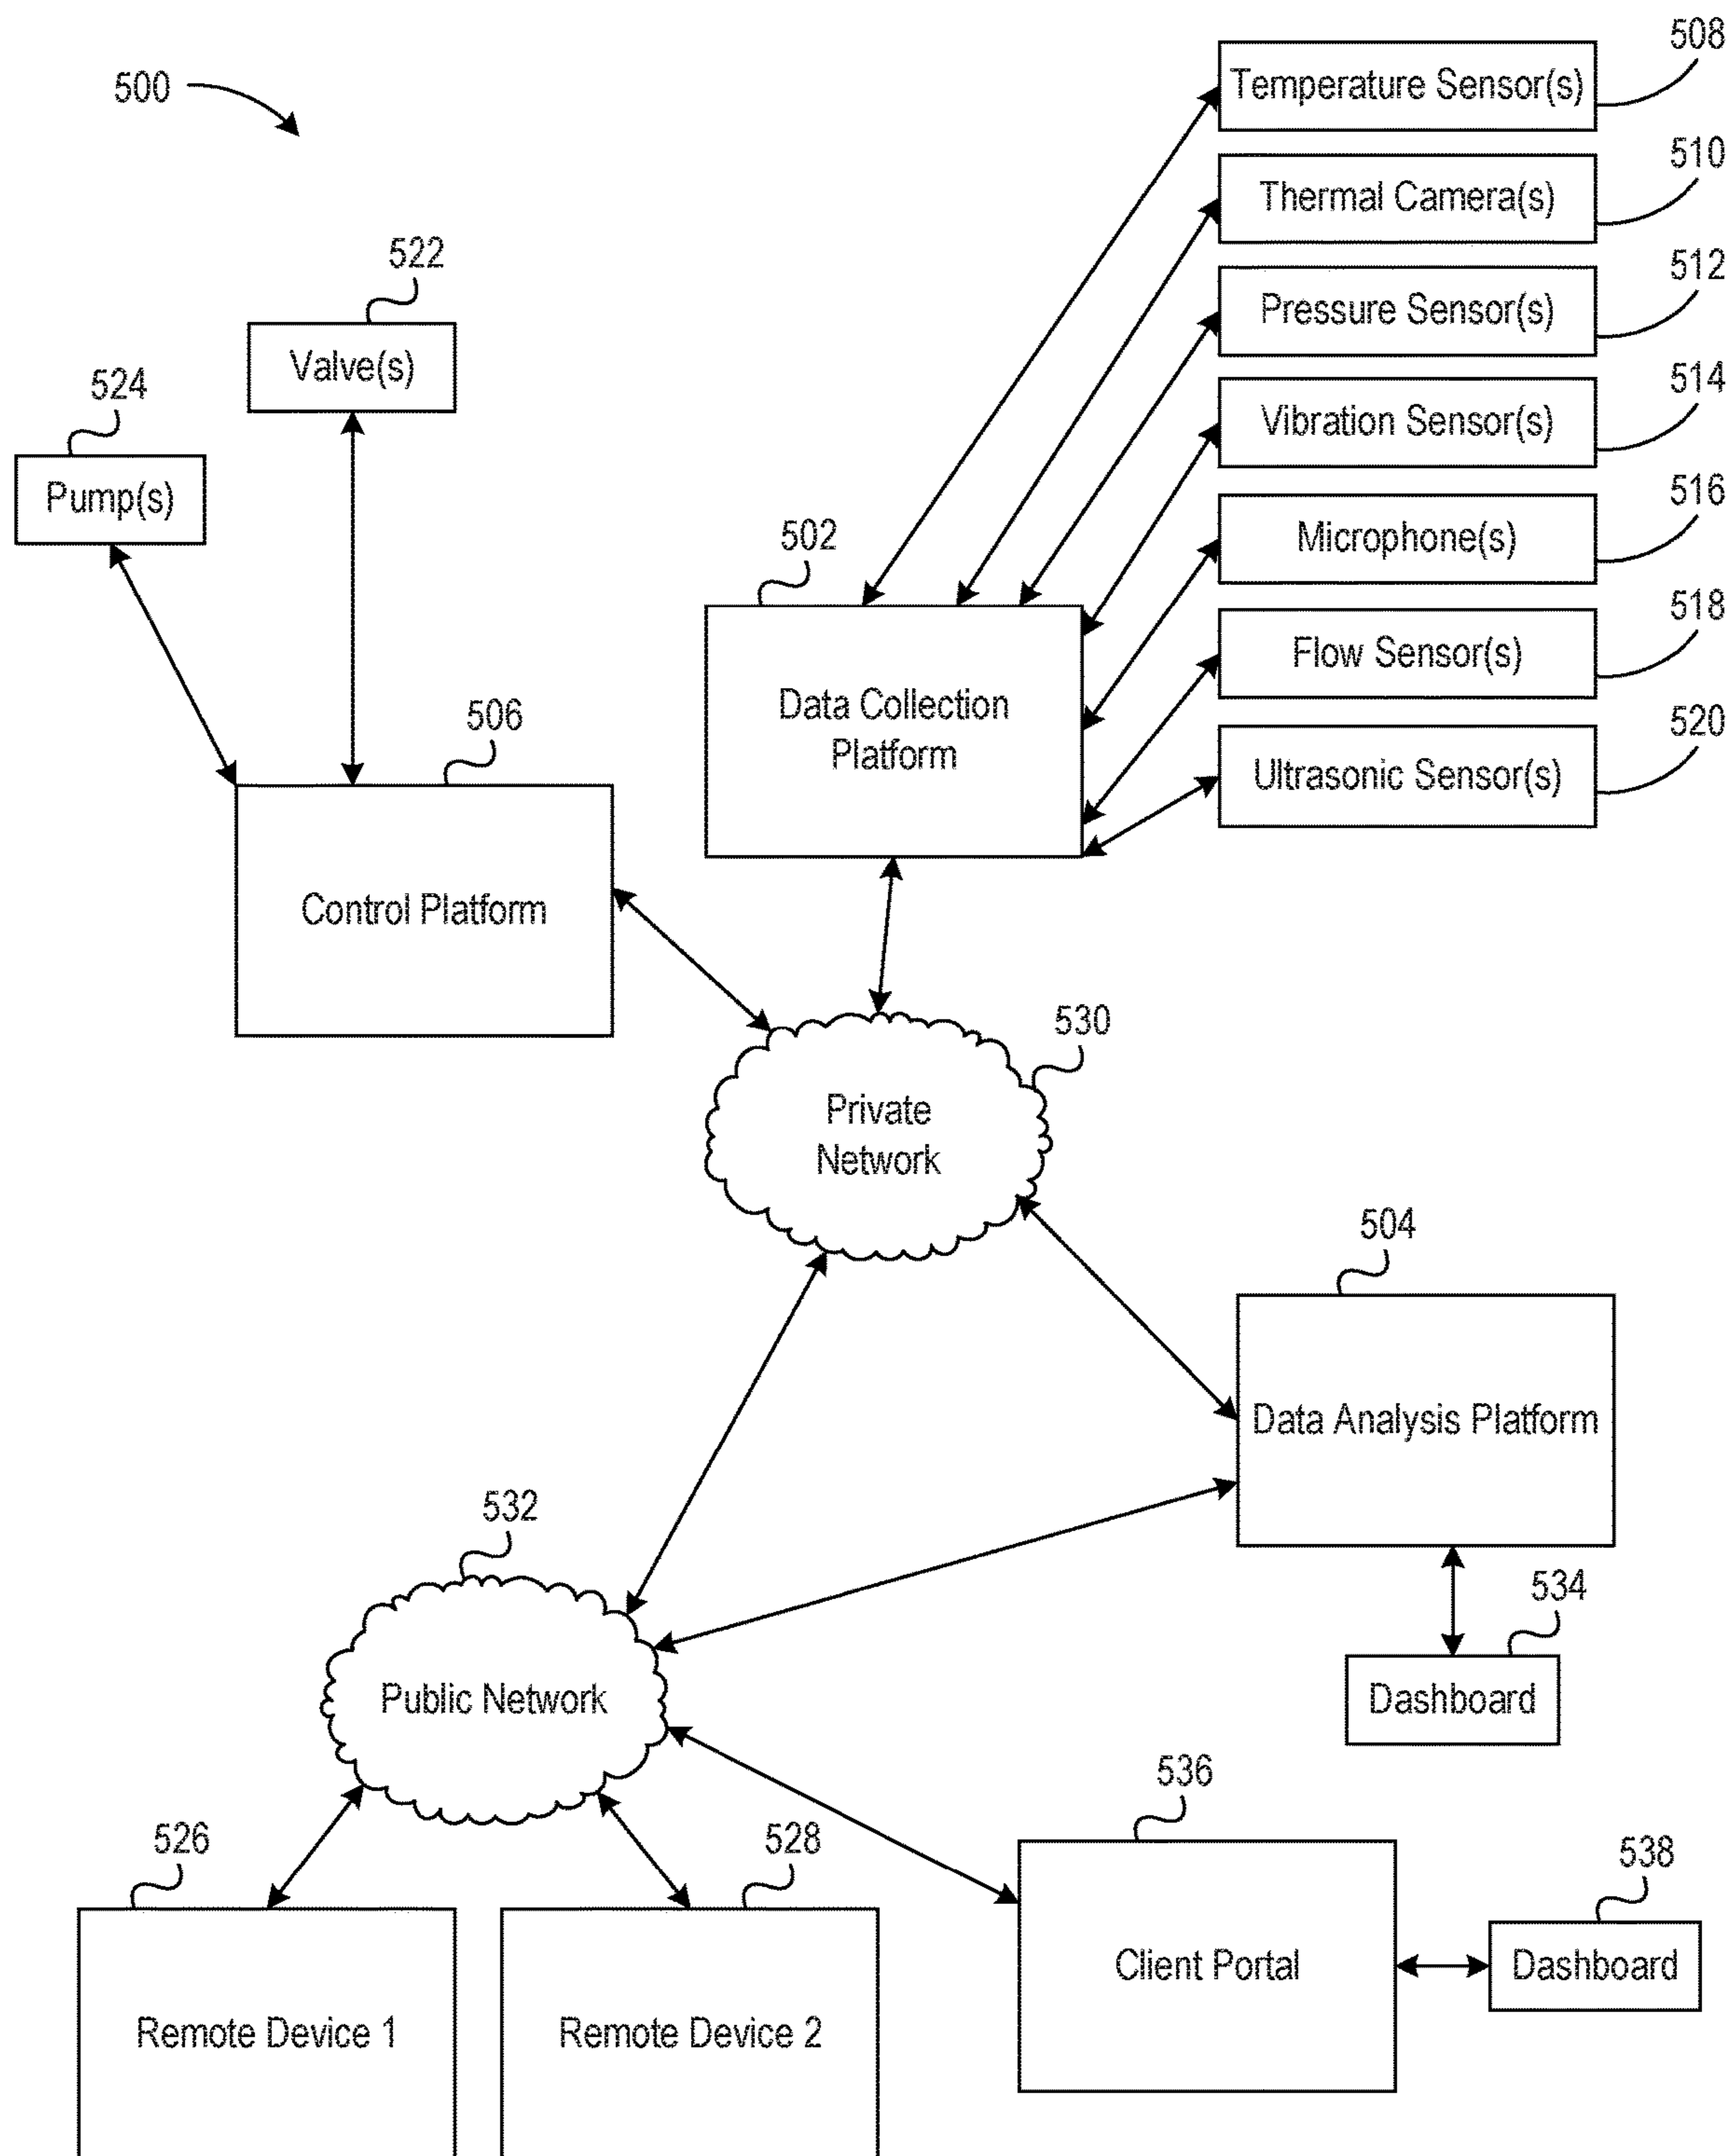 508
Temperature Sensor(s)
500
510
Thermal Camera(s)
522
512
Valve(s)
Pressure Sensor(s)
524
514
Pump(s)
Vibration Sensor(s)
516
502
Microphone(s)
518
Data Collection
Platform
Flow Sensor(s)
506
520
Ultrasonic Sensor(s)
Control Platform
530
Private
Network
504
Data Analysis Platform
532
534
Public Network
Dashboard
536
526
528
538
Client Portal
Dashboard
Remote Device 1
Remote Device 2